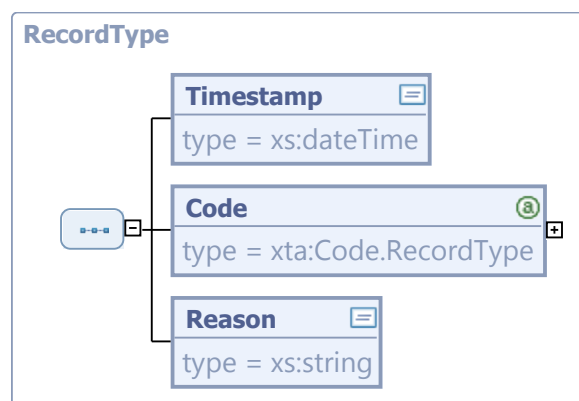 RecordType
Timestamp
type = xs:dateTime
Code
a
type = xta:Code.RecordType
Reason
type = xs:string